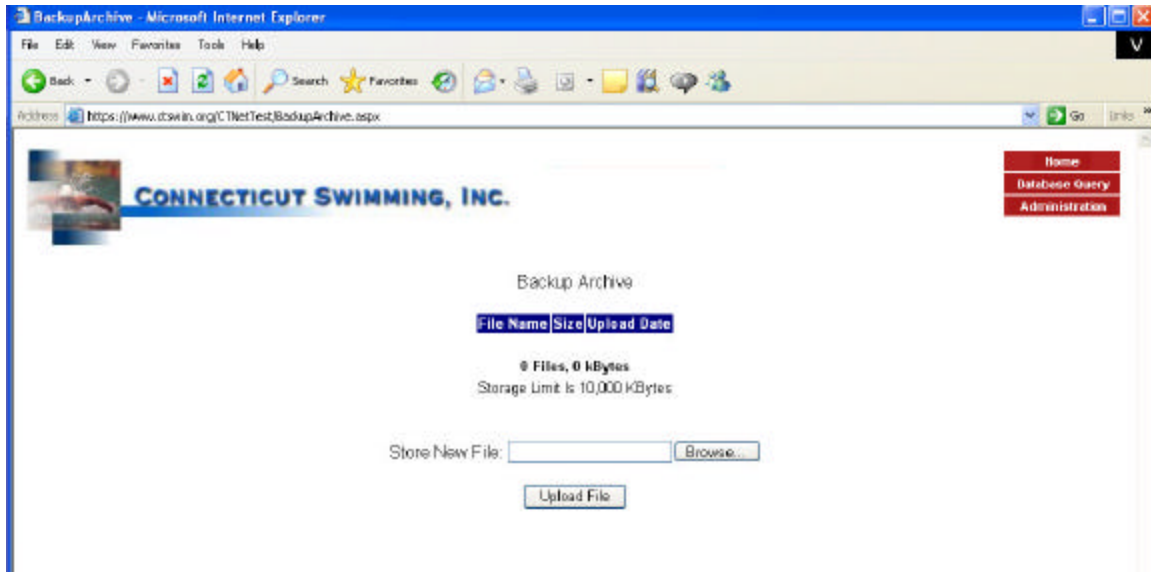 BackupArchive - Microsoft Internet Explorer
File Edit View Favorites Tools Help
V
Back Search Favorites
Address https://www.ctswim.org/CTNetTest/BackupArchive.aspx Go Links »
Home
Database Query
Administration
CONNECTICUT SWIMMING, INC.
Backup Archive
File Name Size Upload Date
0 Files, 0 kBytes
Storage Limit Is 10,000 KBytes
Store New File: Browse...
Upload File